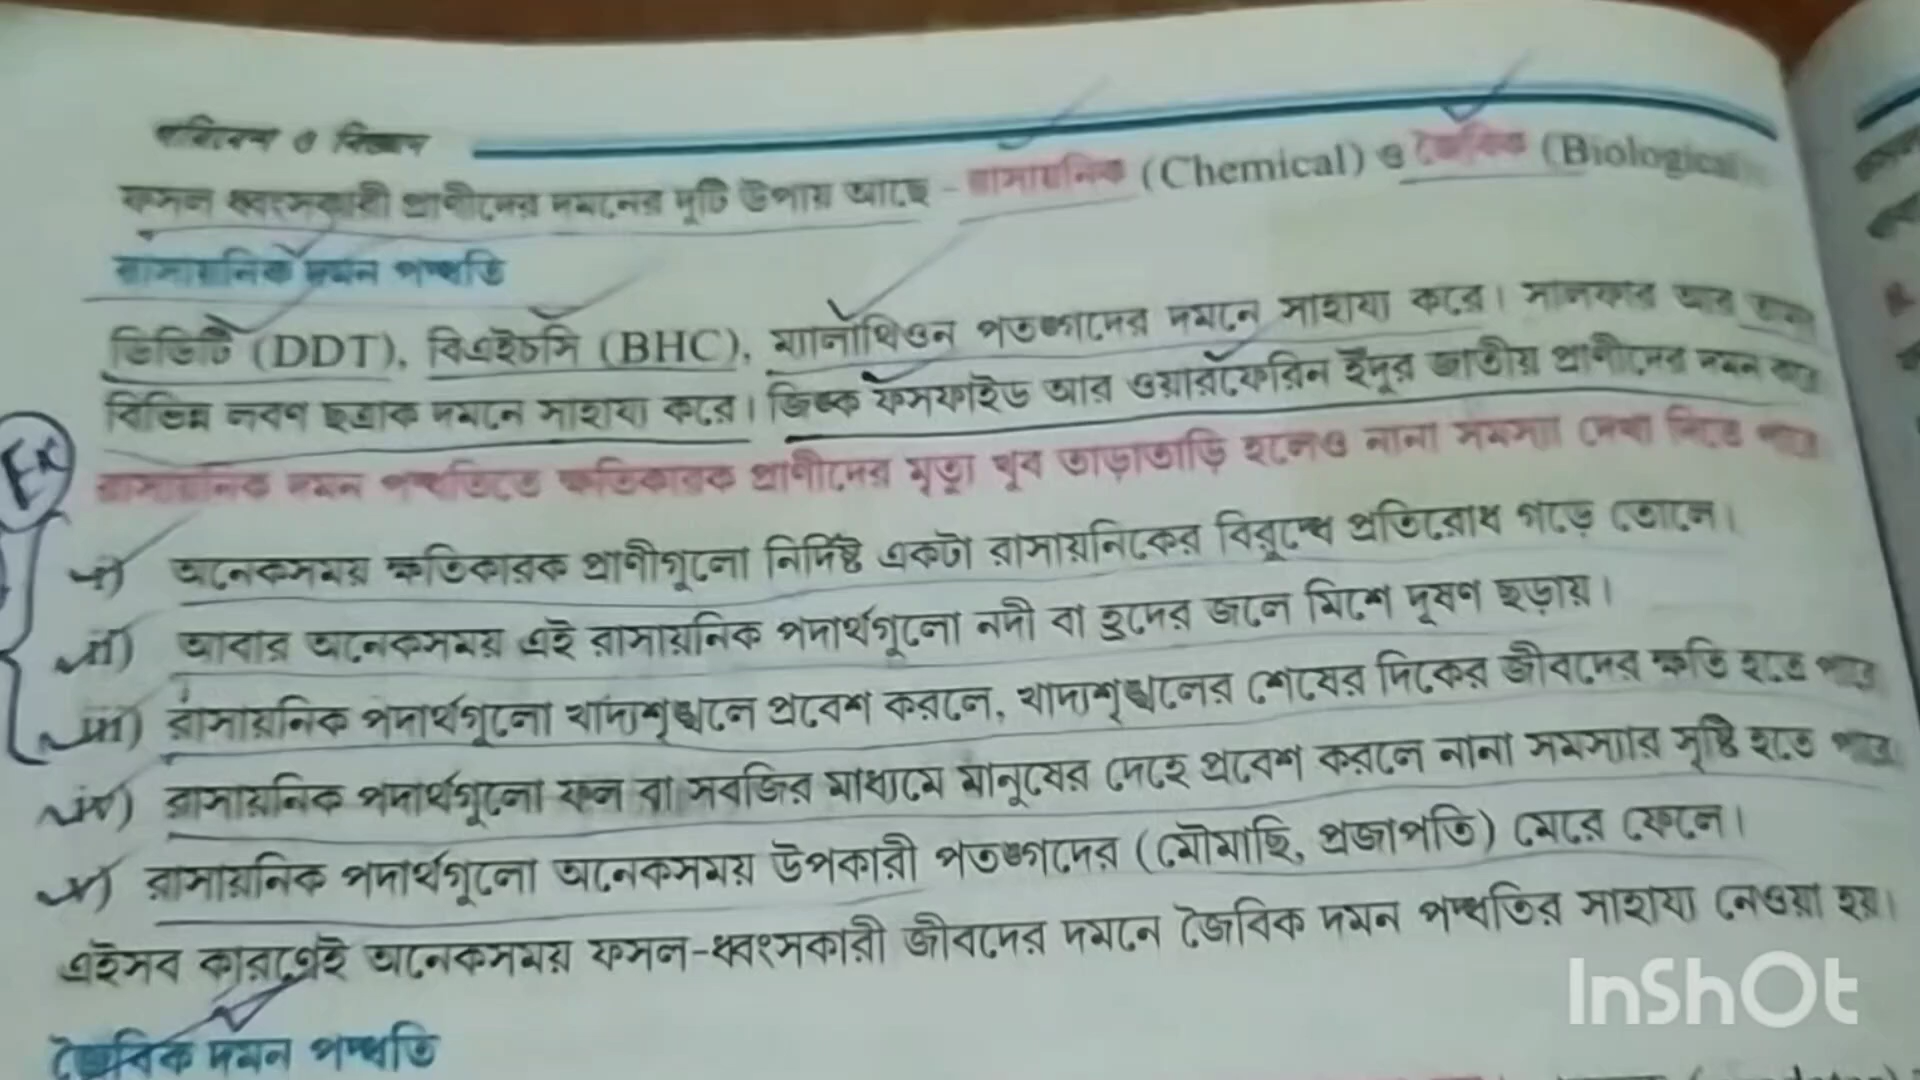 পরিবেশ ও বিজ্ঞান
ফসল ধ্বংসকারী প্রাণীদের দমনের দুটি উপায় আছে - রাসায়নিক (Chemical) ও জৈবিক (Biological
রাসায়নিক দমন পদ্ধতি
ডিডিটি (DDT), বিএইচসি (BHC), ম্যালাথিওন পতঙ্গদের দমনে সাহায্য করে। সালফার আর তামার
বিভিন্ন লবণ ছত্রাক দমনে সাহায্য করে। জিঙ্ক ফসফাইড আর ওয়ারফেরিন ইঁদুর জাতীয় প্রাণীদের দমন করে
রাসায়নিক দমন পদ্ধতিতে ক্ষতিকারক প্রাণীদের মৃত্যু খুব তাড়াতাড়ি হলেও নানা সমস্যা দেখা দিতে পারে
i) অনেকসময় ক্ষতিকারক প্রাণীগুলো নির্দিষ্ট একটা রাসায়নিকের বিরুদ্ধে প্রতিরোধ গড়ে তোলে।
ii) আবার অনেকসময় এই রাসায়নিক পদার্থগুলো নদী বা হ্রদের জলে মিশে দূষণ ছড়ায়।
iii) রাসায়নিক পদার্থগুলো খাদ্যশৃঙ্খলে প্রবেশ করলে, খাদ্যশৃঙ্খলের শেষের দিকের জীবদের ক্ষতি হতে পারে
iv) রাসায়নিক পদার্থগুলো ফল বা সবজির মাধ্যমে মানুষের দেহে প্রবেশ করলে নানা সমস্যার সৃষ্টি হতে পারে
v) রাসায়নিক পদার্থগুলো অনেকসময় উপকারী পতঙ্গদের (মৌমাছি, প্রজাপতি) মেরে ফেলে।
এইসব কারণেই অনেকসময় ফসল-ধ্বংসকারী জীবদের দমনে জৈবিক দমন পদ্ধতির সাহায্য নেওয়া হয়।
জৈবিক দমন পদ্ধতি
InShOt